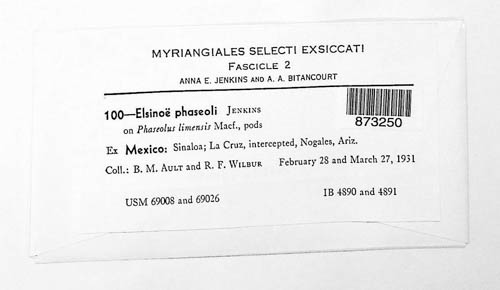 MYRIANGIALES SELECTI EXSICCATI
FASCICLE 2
ANNA E. JENKINS AND A. A. BITANCOURT
100—Elsinoë phaseoli JENKINS
on Phaseolus limensis Macf., pods
873250
Ex Mexico: Sinaloa; La Cruz, intercepted, Nogales, Ariz.
Coll.: B. M. AULT and R. F. WILBUR February 28 and March 27, 1931
USM 69008 and 69026 IB 4890 and 4891